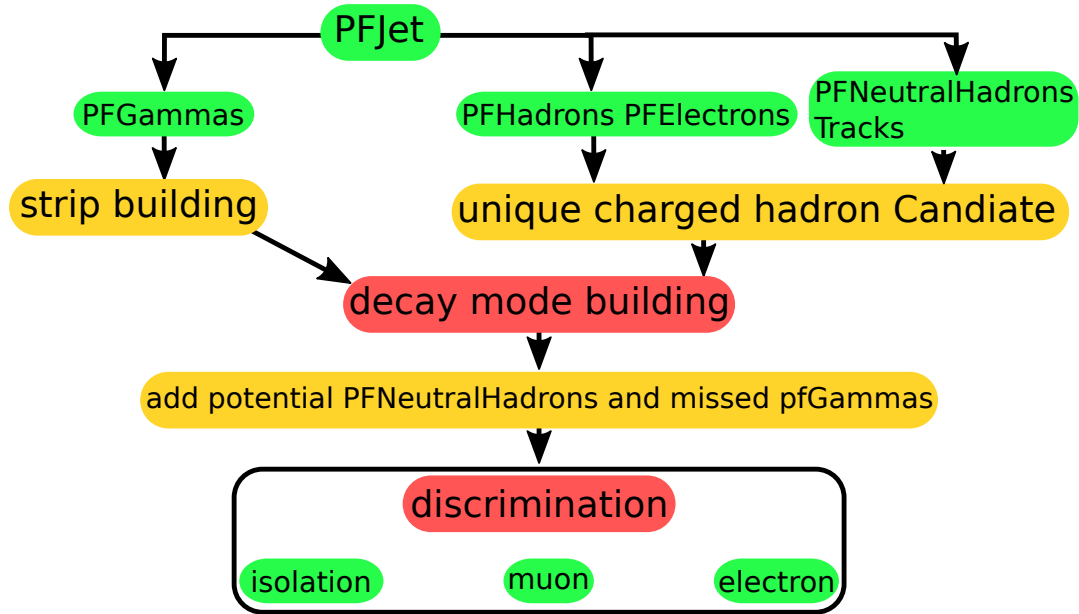 PFJet
PFGammas
PFHadrons PFElectrons
PFNeutralHadrons
Tracks
strip building
unique charged hadron Candiate
decay mode building
add potential PFNeutralHadrons and missed pfGammas
discrimination
isolation
muon
electron